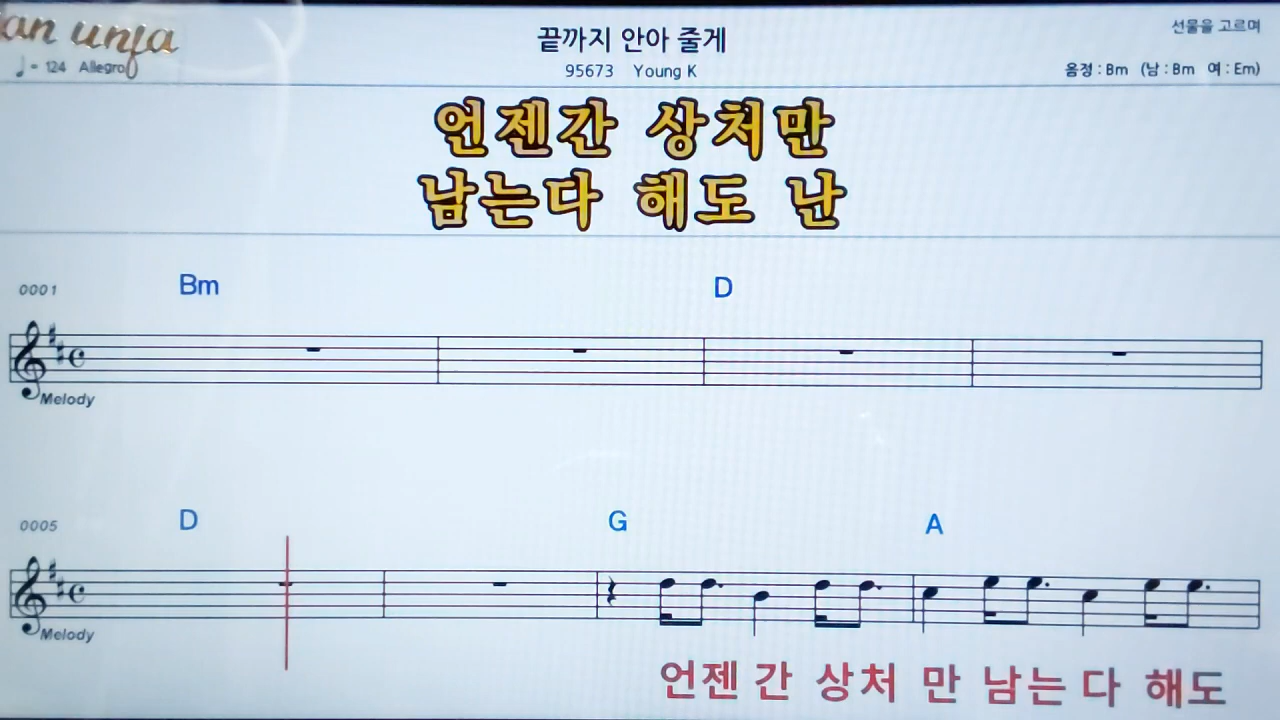 an unja
♩= 124 Allegro
끝까지 안아 줄게
95673 Young K
선물을 고르며
음정 : Bm (남 : Bm 여 : Em)
언젠간 상처만
남는다 해도 난
0001 Bm D
Melody
0005 D G A
Melody
언젠 간 상처 만 남는 다 해도